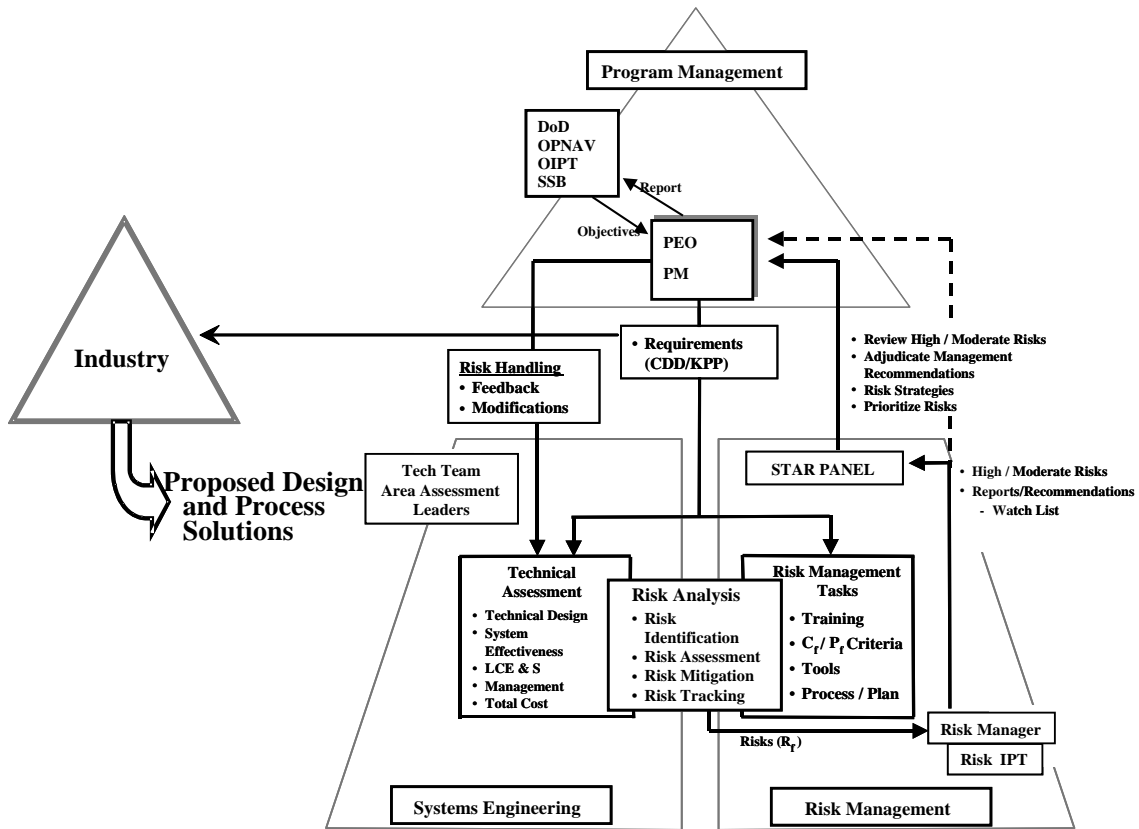 Program Management
DoD
OPNAV
OIPT
SSB
Report
Objectives
PEO
PM
Industry
• Requirements
(CDD/KPP)
Risk Handling
• Feedback
• Modifications
• Review High / Moderate Risks
• Adjudicate Management
Recommendations
• Risk Strategies
• Prioritize Risks
Proposed Design
and Process
Solutions
Tech Team
Area Assessment
Leaders
STAR PANEL
• High / Moderate Risks
• Reports/Recommendations
- Watch List
Technical
Assessment
• Technical Design
• System
Effectiveness
• LCE & S
• Management
• Total Cost
Risk Analysis
• Risk
Identification
• Risk Assessment
• Risk Mitigation
• Risk Tracking
Risk Management
Tasks
• Training
• Cf / Pf Criteria
• Tools
• Process / Plan
Risks (Rf)
Risk Manager
Risk IPT
Systems Engineering
Risk Management